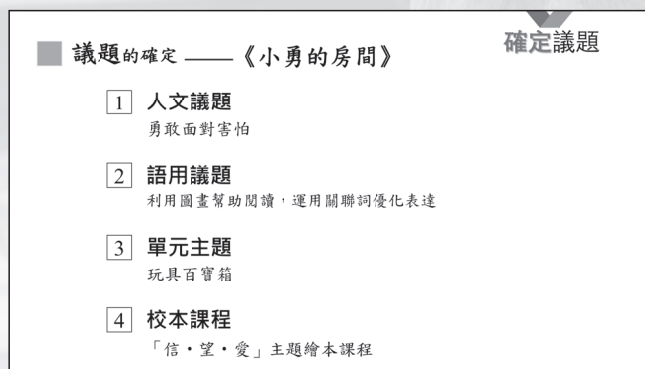 確定議題
議題的確定——《小勇的房間》
1 人文議題
勇敢面對害怕
2 語用議題
利用圖畫幫助閱讀，運用關聯詞優化表達
3 單元主題
玩具百寶箱
4 校本課程
「信·望·愛」主題繪本課程